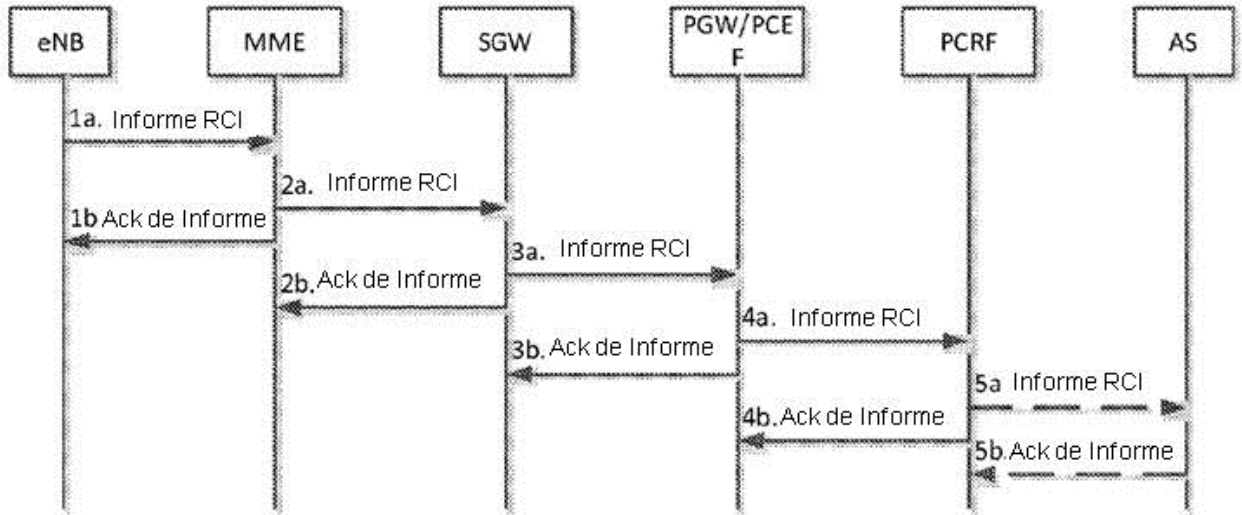 eNB
MME
SGW
PGW/PCE
F
PCRF
AS
1a. Informe RCI
2a. Informe RCI
1b Ack de Informe
3a. Informe RCI
2b. Ack de Informe
4a. Informe RCI
3b. Ack de Informe
5a Informe RCI
4b. Ack de Informe
5b. Ack de Informe